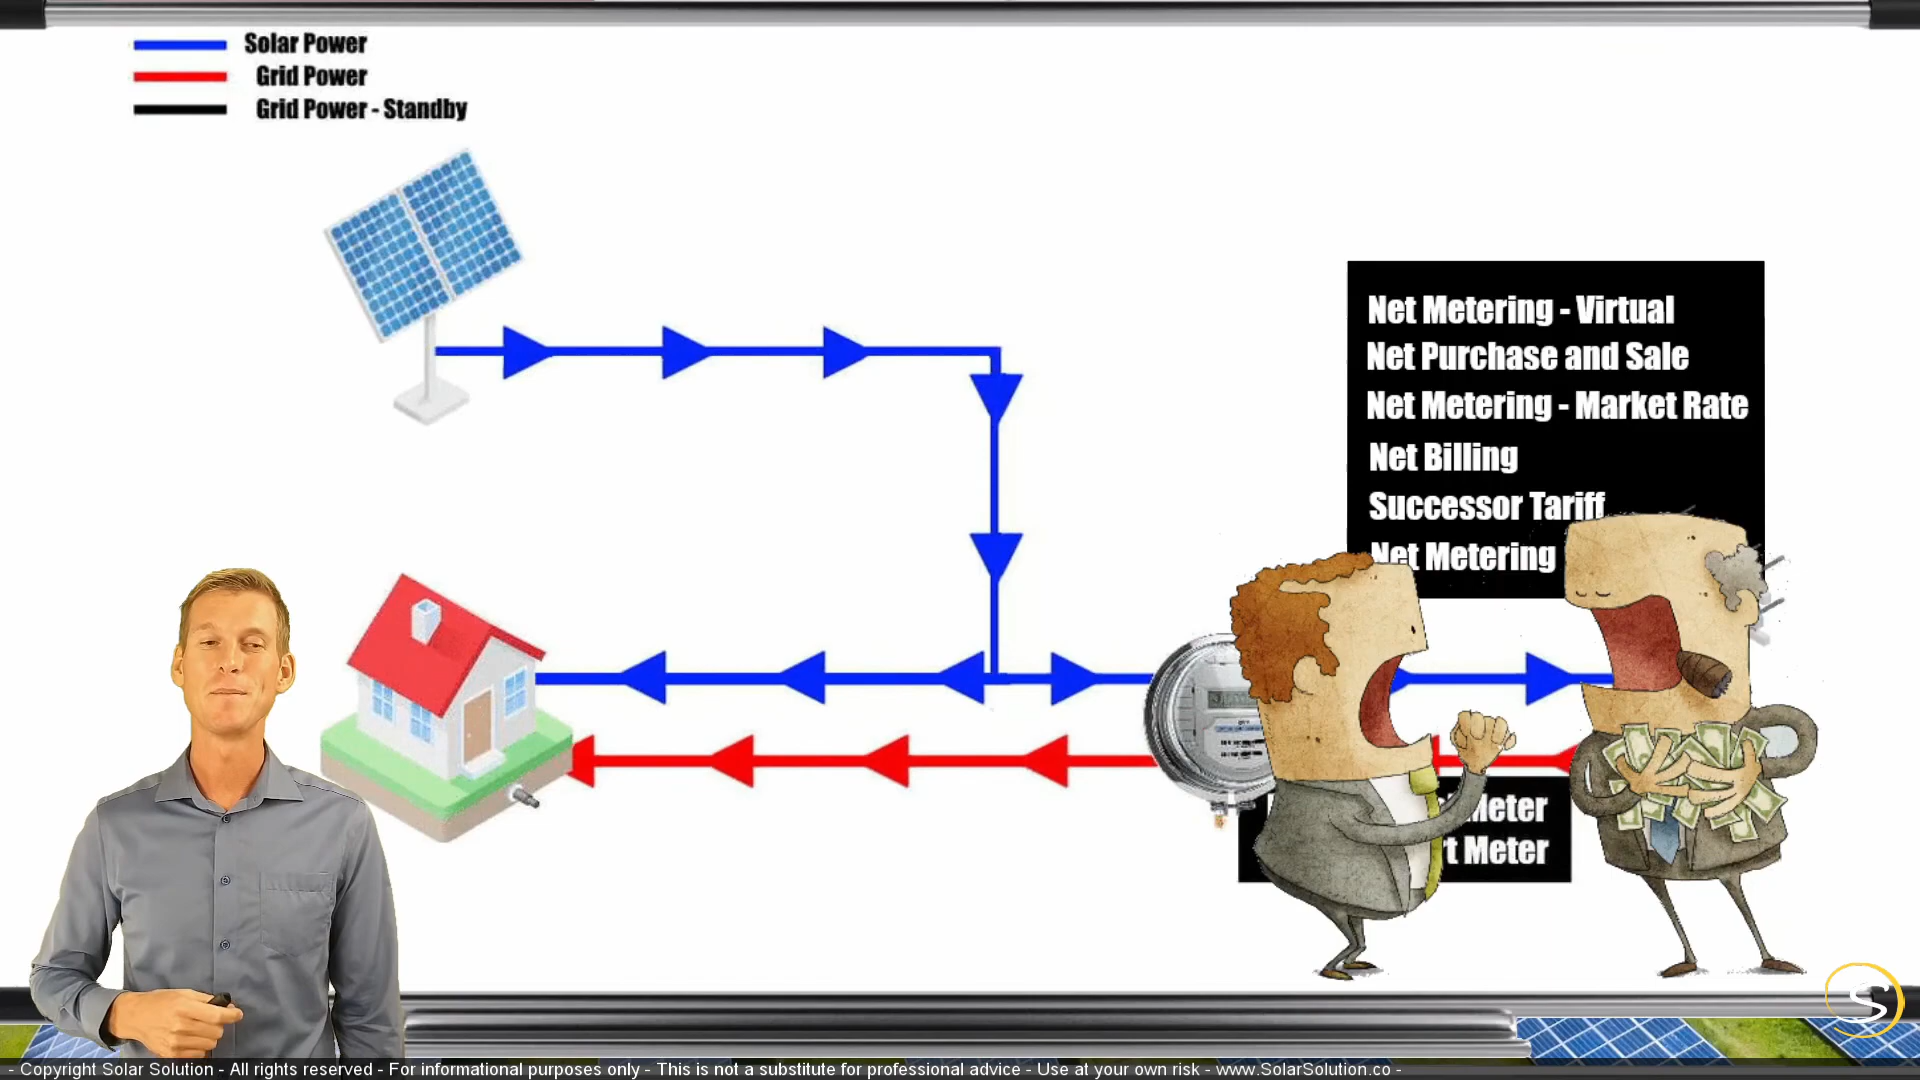 Solar Power
Grid Power
Grid Power - Standby
Net Metering - Virtual
Net Purchase and Sale
Net Metering - Market Rate
Net Billing
Successor Tariff
Net Metering
Meter
Meter
S
- Copyright Solar Solution - All rights reserved - For informational purposes only - This is not a substitute for professional advice - Use at your own risk - www.SolarSolution.co -